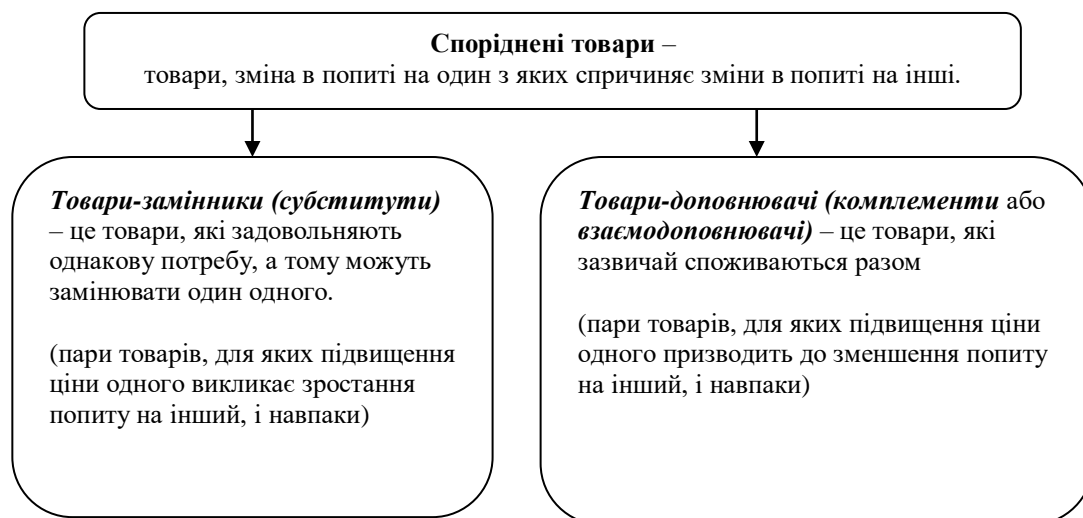 Споріднені товари –
товари, зміна в попиті на один з яких спричиняє зміни в попиті на інші.
Товари-замінники (субститути)
– це товари, які задовольняють
однакову потребу, а тому можуть
замінювати один одного.
(пари товарів, для яких підвищення
ціни одного викликає зростання
попиту на інший, і навпаки)
Товари-доповнювачі (комплементи або
взаємодоповнювачі) – це товари, які
зазвичай споживаються разом
(пари товарів, для яких підвищення ціни
одного призводить до зменшення попиту
на інший, і навпаки)